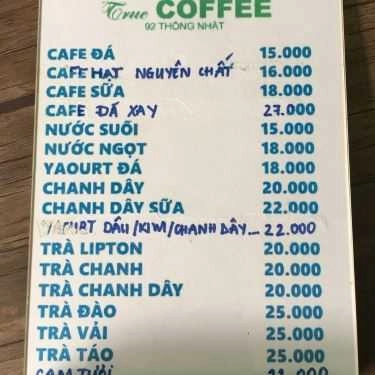 True COFFEE
92 THỐNG NHẤT
CAFE ĐÁ 15.000
CAFE HẠT NGUYÊN CHẤT 16.000
CAFE SỮA 18.000
CAFE ĐÁ XAY 27.000
NƯỚC SUỐI 15.000
NƯỚC NGỌT 18.000
YAOURT ĐÁ 18.000
CHANH DÂY 20.000
CHANH DÂY SỮA 22.000
YAOURT DÂU/KIWI/CHANH DÂY... 22.000
TRÀ LIPTON 20.000
TRÀ CHANH 20.000
TRÀ CHANH DÂY 20.000
TRÀ ĐÀO 25.000
TRÀ VẢI 25.000
TRÀ TÁO 25.000
CAM TƯƠI